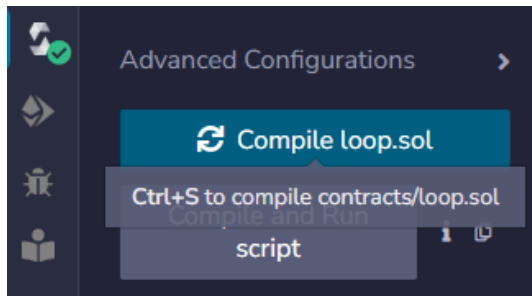 Advanced Configurations
Compile loop.sol
Ctrl+S to compile contracts/loop.sol
Compile and Run
script